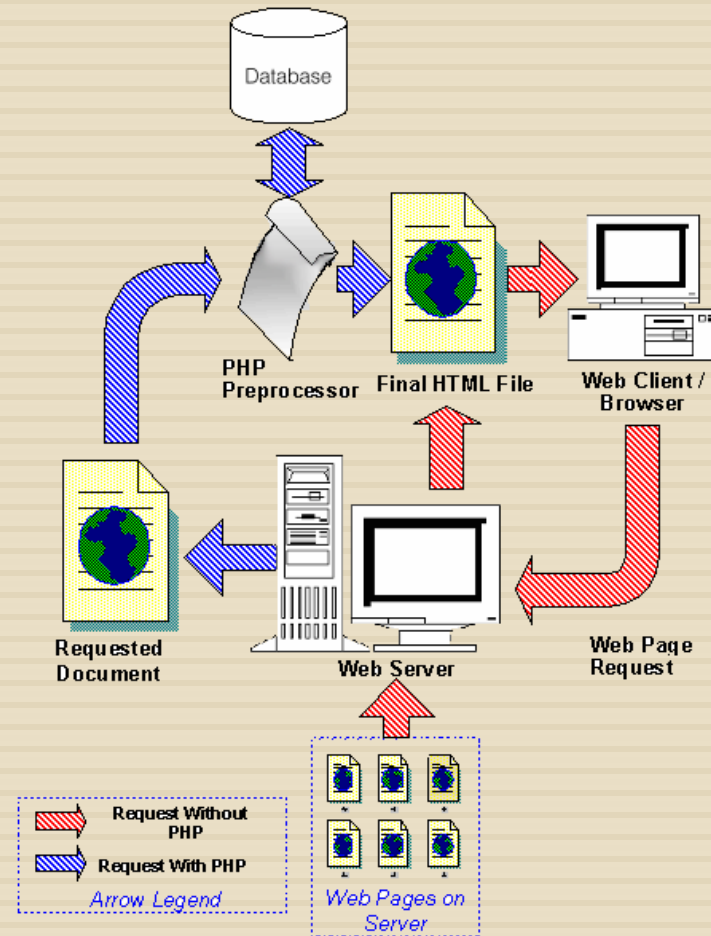 Database
PHP
Preprocessor
Final HTML File
Web Client /
Browser
Requested
Document
Web Server
Web Page
Request
Request Without
PHP
Request With PHP
Arrow Legend
Web Pages on
Server